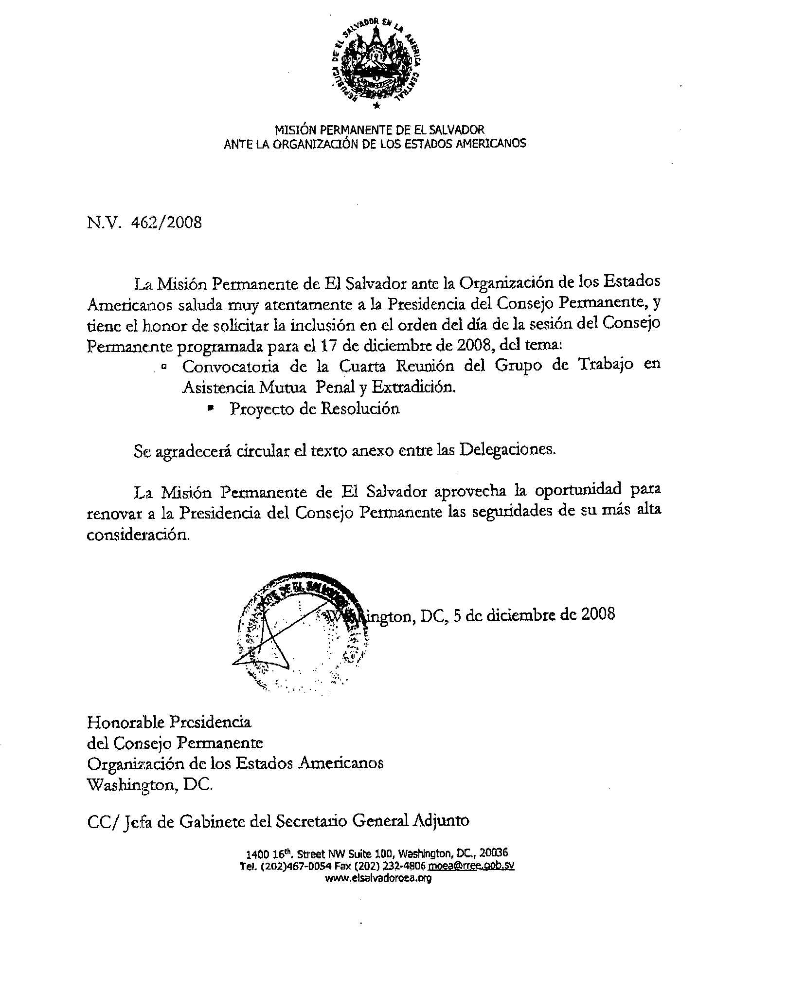 REPUBLICA DE EL SALVADOR EN LA AMERICA CENTRAL
MISIÓN PERMANENTE DE EL SALVADOR
ANTE LA ORGANIZACIÓN DE LOS ESTADOS AMERICANOS
N.V. 462/2008
La Misión Permanente de El Salvador ante la Organización de los Estados
Americanos saluda muy atentamente a la Presidencia del Consejo Permanente, y
tiene el honor de solicitar la inclusión en el orden del día de la sesión del Consejo
Permanente programada para el 17 de diciembre de 2008, del tema:
Convocatoria de la Cuarta Reunión del Grupo de Trabajo en
Asistencia Mutua Penal y Extradición.
Proyecto de Resolución
Se agradecerá circular el texto anexo entre las Delegaciones.
La Misión Permanente de El Salvador aprovecha la oportunidad para
renovar a la Presidencia del Consejo Permanente las seguridades de su más alta
consideración.
DE EL SALVADOR
Washington, DC, 5 de diciembre de 2008
Honorable Presidencia
del Consejo Permanente
Organización de los Estados Americanos
Washington, DC.
CC/ Jefa de Gabinete del Secretario General Adjunto
1400 16th. Street NW Suite 100, Washington, DC., 20036
Tel. (202)467-0054 Fax (202) 232-4806 moea@rree.gob.sv
www.elsalvadoroea.org